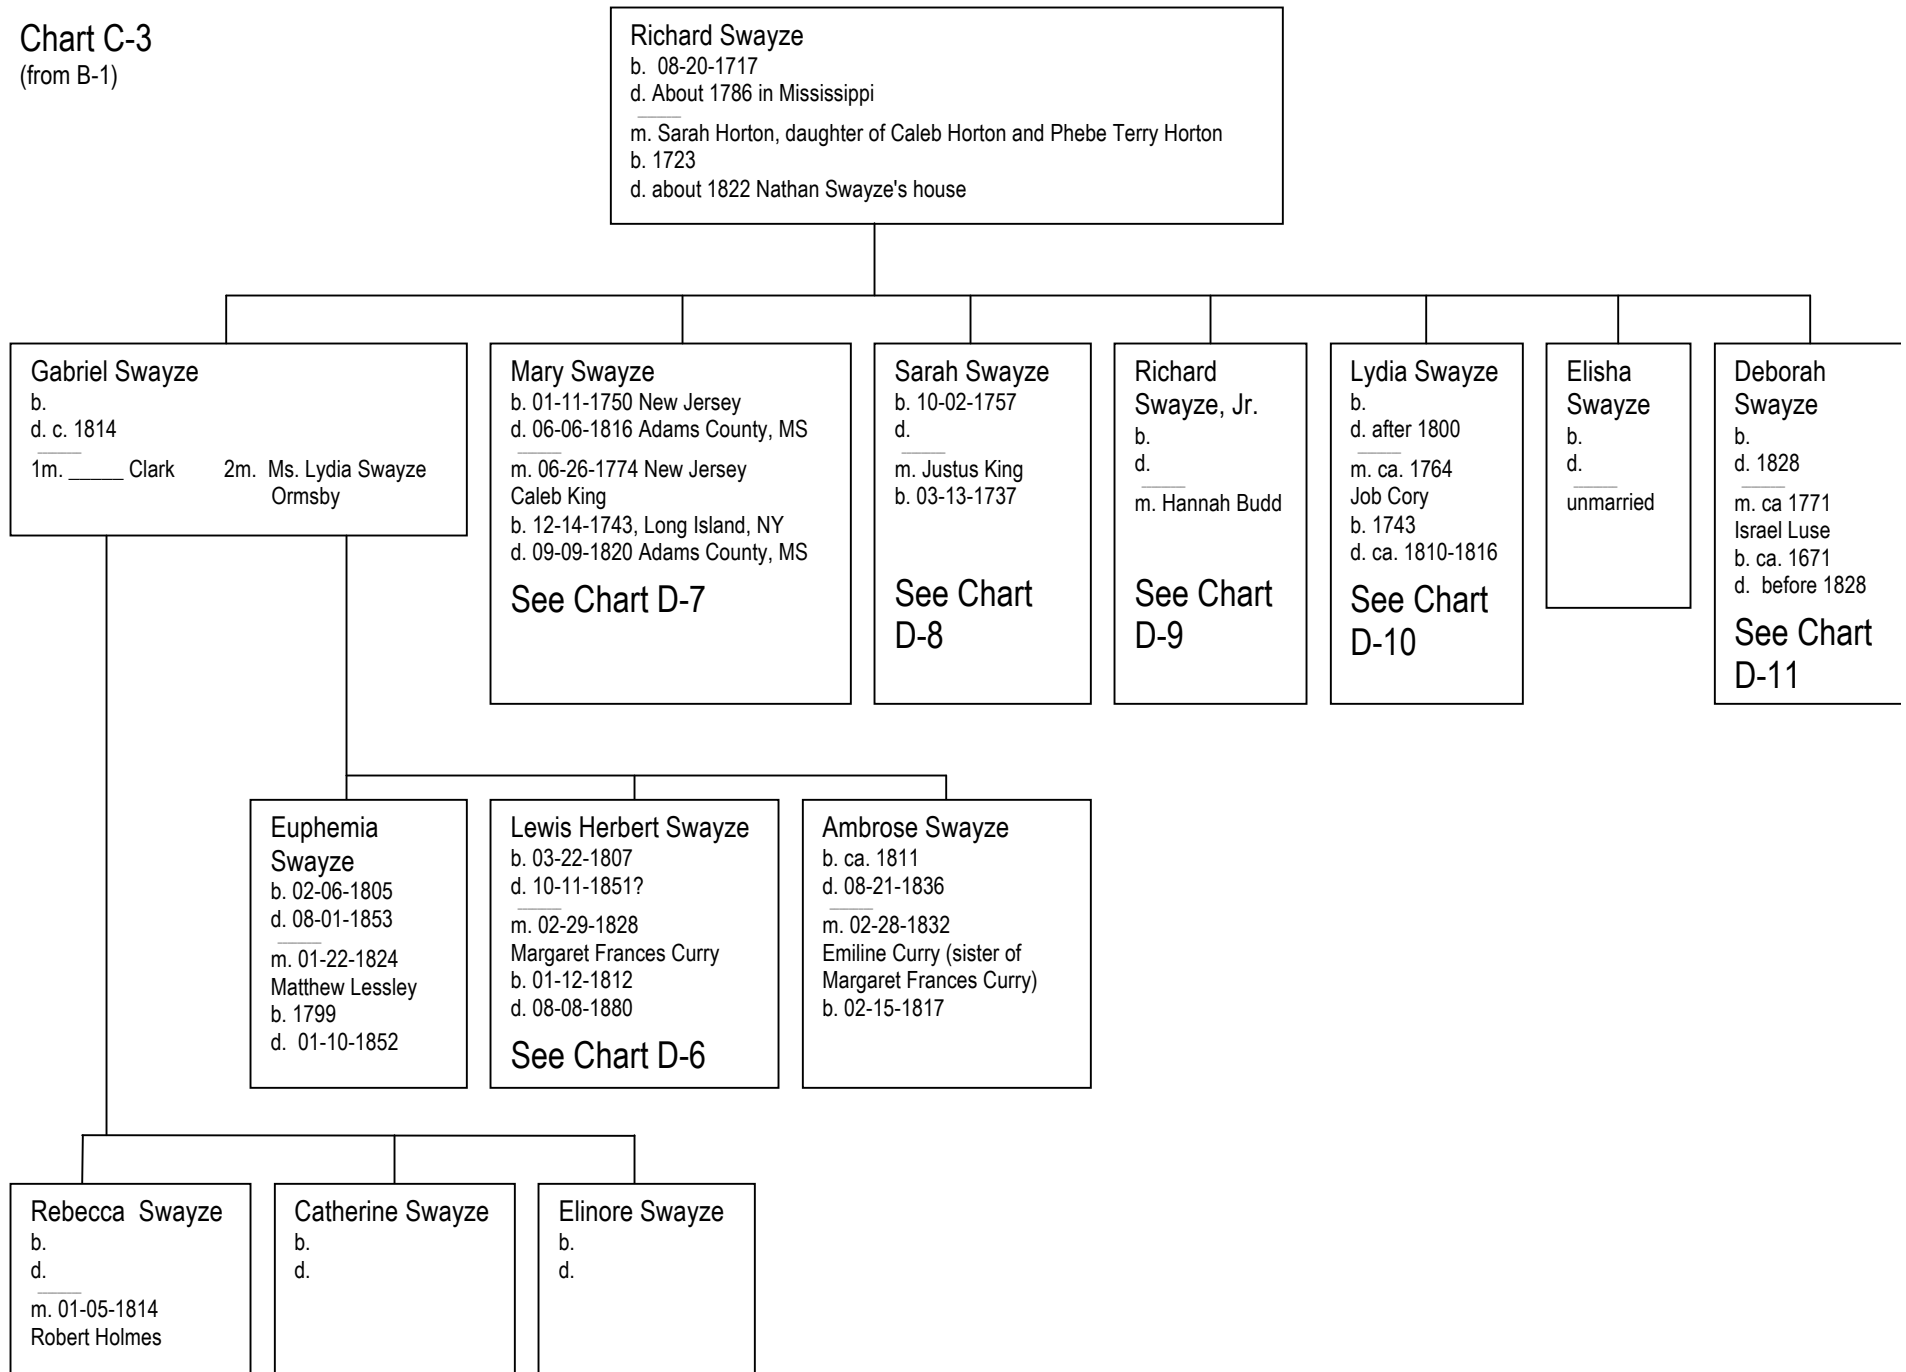 Chart C-3
(from B-1)
Richard Swayze
b. 08-20-1717
d. About 1786 in Mississippi
m. Sarah Horton, daughter of Caleb Horton and Phebe Terry Horton
b. 1723
d. about 1822 Nathan Swayze's house
Gabriel Swayze
b.
d. c. 1814
1m. _____ Clark 2m. Ms. Lydia Swayze
Ormsby
Mary Swayze
b. 01-11-1750 New Jersey
d. 06-06-1816 Adams County, MS
m. 06-26-1774 New Jersey
Caleb King
b. 12-14-1743, Long Island, NY
d. 09-09-1820 Adams County, MS
See Chart D-7
Sarah Swayze
b. 10-02-1757
d.
m. Justus King
b. 03-13-1737
See Chart
D-8
Richard
Swayze, Jr.
b.
d.
m. Hannah Budd
See Chart
D-9
Lydia Swayze
b.
d. after 1800
m. ca. 1764
Job Cory
b. 1743
d. ca. 1810-1816
See Chart
D-10
Elisha
Swayze
b.
d.
unmarried
Deborah
Swayze
b.
d. 1828
m. ca 1771
Israel Luse
b. ca. 1671
d. before 1828
See Chart
D-11
Euphemia
Swayze
b. 02-06-1805
d. 08-01-1853
m. 01-22-1824
Matthew Lessley
b. 1799
d. 01-10-1852
Lewis Herbert Swayze
b. 03-22-1807
d. 10-11-1851?
m. 02-29-1828
Margaret Frances Curry
b. 01-12-1812
d. 08-08-1880
See Chart D-6
Ambrose Swayze
b. ca. 1811
d. 08-21-1836
m. 02-28-1832
Emiline Curry (sister of
Margaret Frances Curry)
b. 02-15-1817
Rebecca Swayze
b.
d.
m. 01-05-1814
Robert Holmes
Catherine Swayze
b.
d.
Elinore Swayze
b.
d.